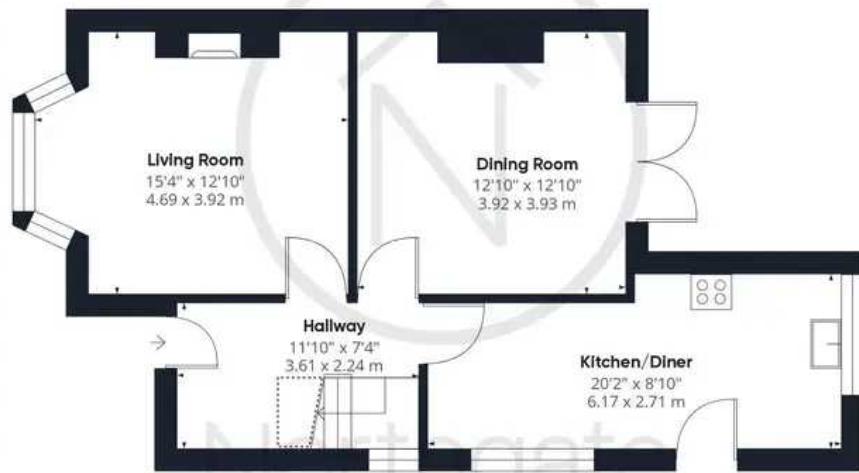 Living Room
15'4" x 12'10"
4.69 x 3.92 m
Dining Room
12'10" x 12'10"
3.92 x 3.93 m
Hallway
11'10" x 7'4"
3.61 x 2.24 m
Kitchen/Diner
20'2" x 8'10"
6.17 x 2.71 m
N
Northgate